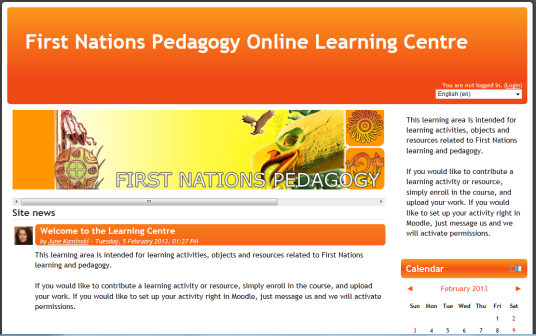 First Nations Pedagogy Online Learning Centre
You are not logged in. (Login)
English (en)
FIRST NATIONS PEDAGOGY
This learning area is intended for
learning activities, objects and
resources related to First Nations
learning and pedagogy.
If you would like to contribute a
learning activity or resource,
simply enroll in the course, and
upload your work. If you would
like to set up your activity right in
Moodle, just message us and we
will activate permissions.
Site news
Welcome to the Learning Centre
by June Kaminski - Tuesday, 5 February 2013, 01:27 PM
This learning area is intended for learning activities, objects and resources related to First Nations
learning and pedagogy.
If you would like to contribute a learning activity or resource, simply enroll in the course, and upload
your work. If you would like to set up your activity right in Moodle, just message us and we will activate
permissions.
Calendar
◄ February 2013 ►
Sun Mon Tue Wed Thu Fri Sat
1 2
3 4 5 6 7 8 9